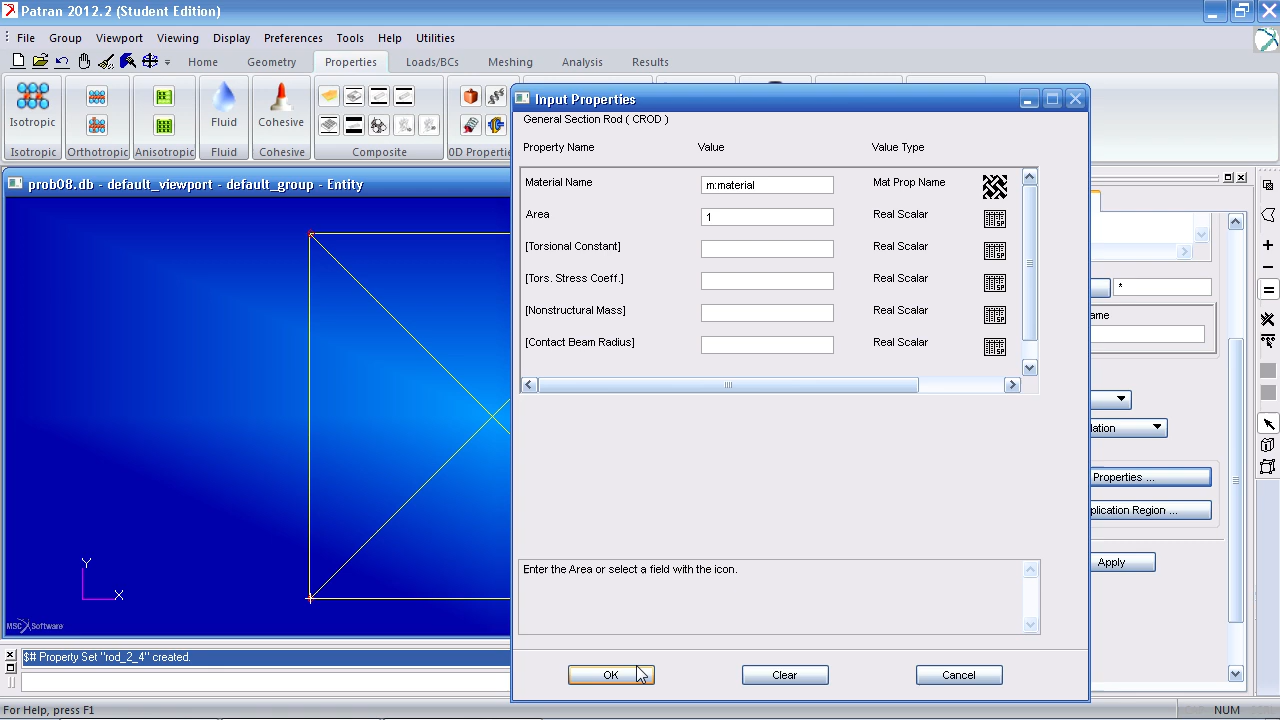 Patran 2012.2 (Student Edition)
File Group Viewport Viewing Display Preferences Tools Help Utilities
Home Geometry Properties Loads/BCs Meshing Analysis Results
Isotropic Fluid Cohesive
Isotropic Orthotropic Anisotropic Fluid Cohesive Composite 0D Properti
Input Properties
General Section Rod ( CROD )
Property Name Value Value Type
Material Name m:material Mat Prop Name
Area 1 Real Scalar
[Torsional Constant] Real Scalar
[Tors. Stress Coeff.] Real Scalar
[Nonstructural Mass] Real Scalar
[Contact Beam Radius] Real Scalar
Enter the Area or select a field with the icon.
OK Clear Cancel
prob08.db - default_viewport - default_group - Entity
Y
X
MSC Software
*
ame
lation
Properties ...
plication Region ...
Apply
$# Property Set "rod_2_4" created.
For Help, press F1 NUM